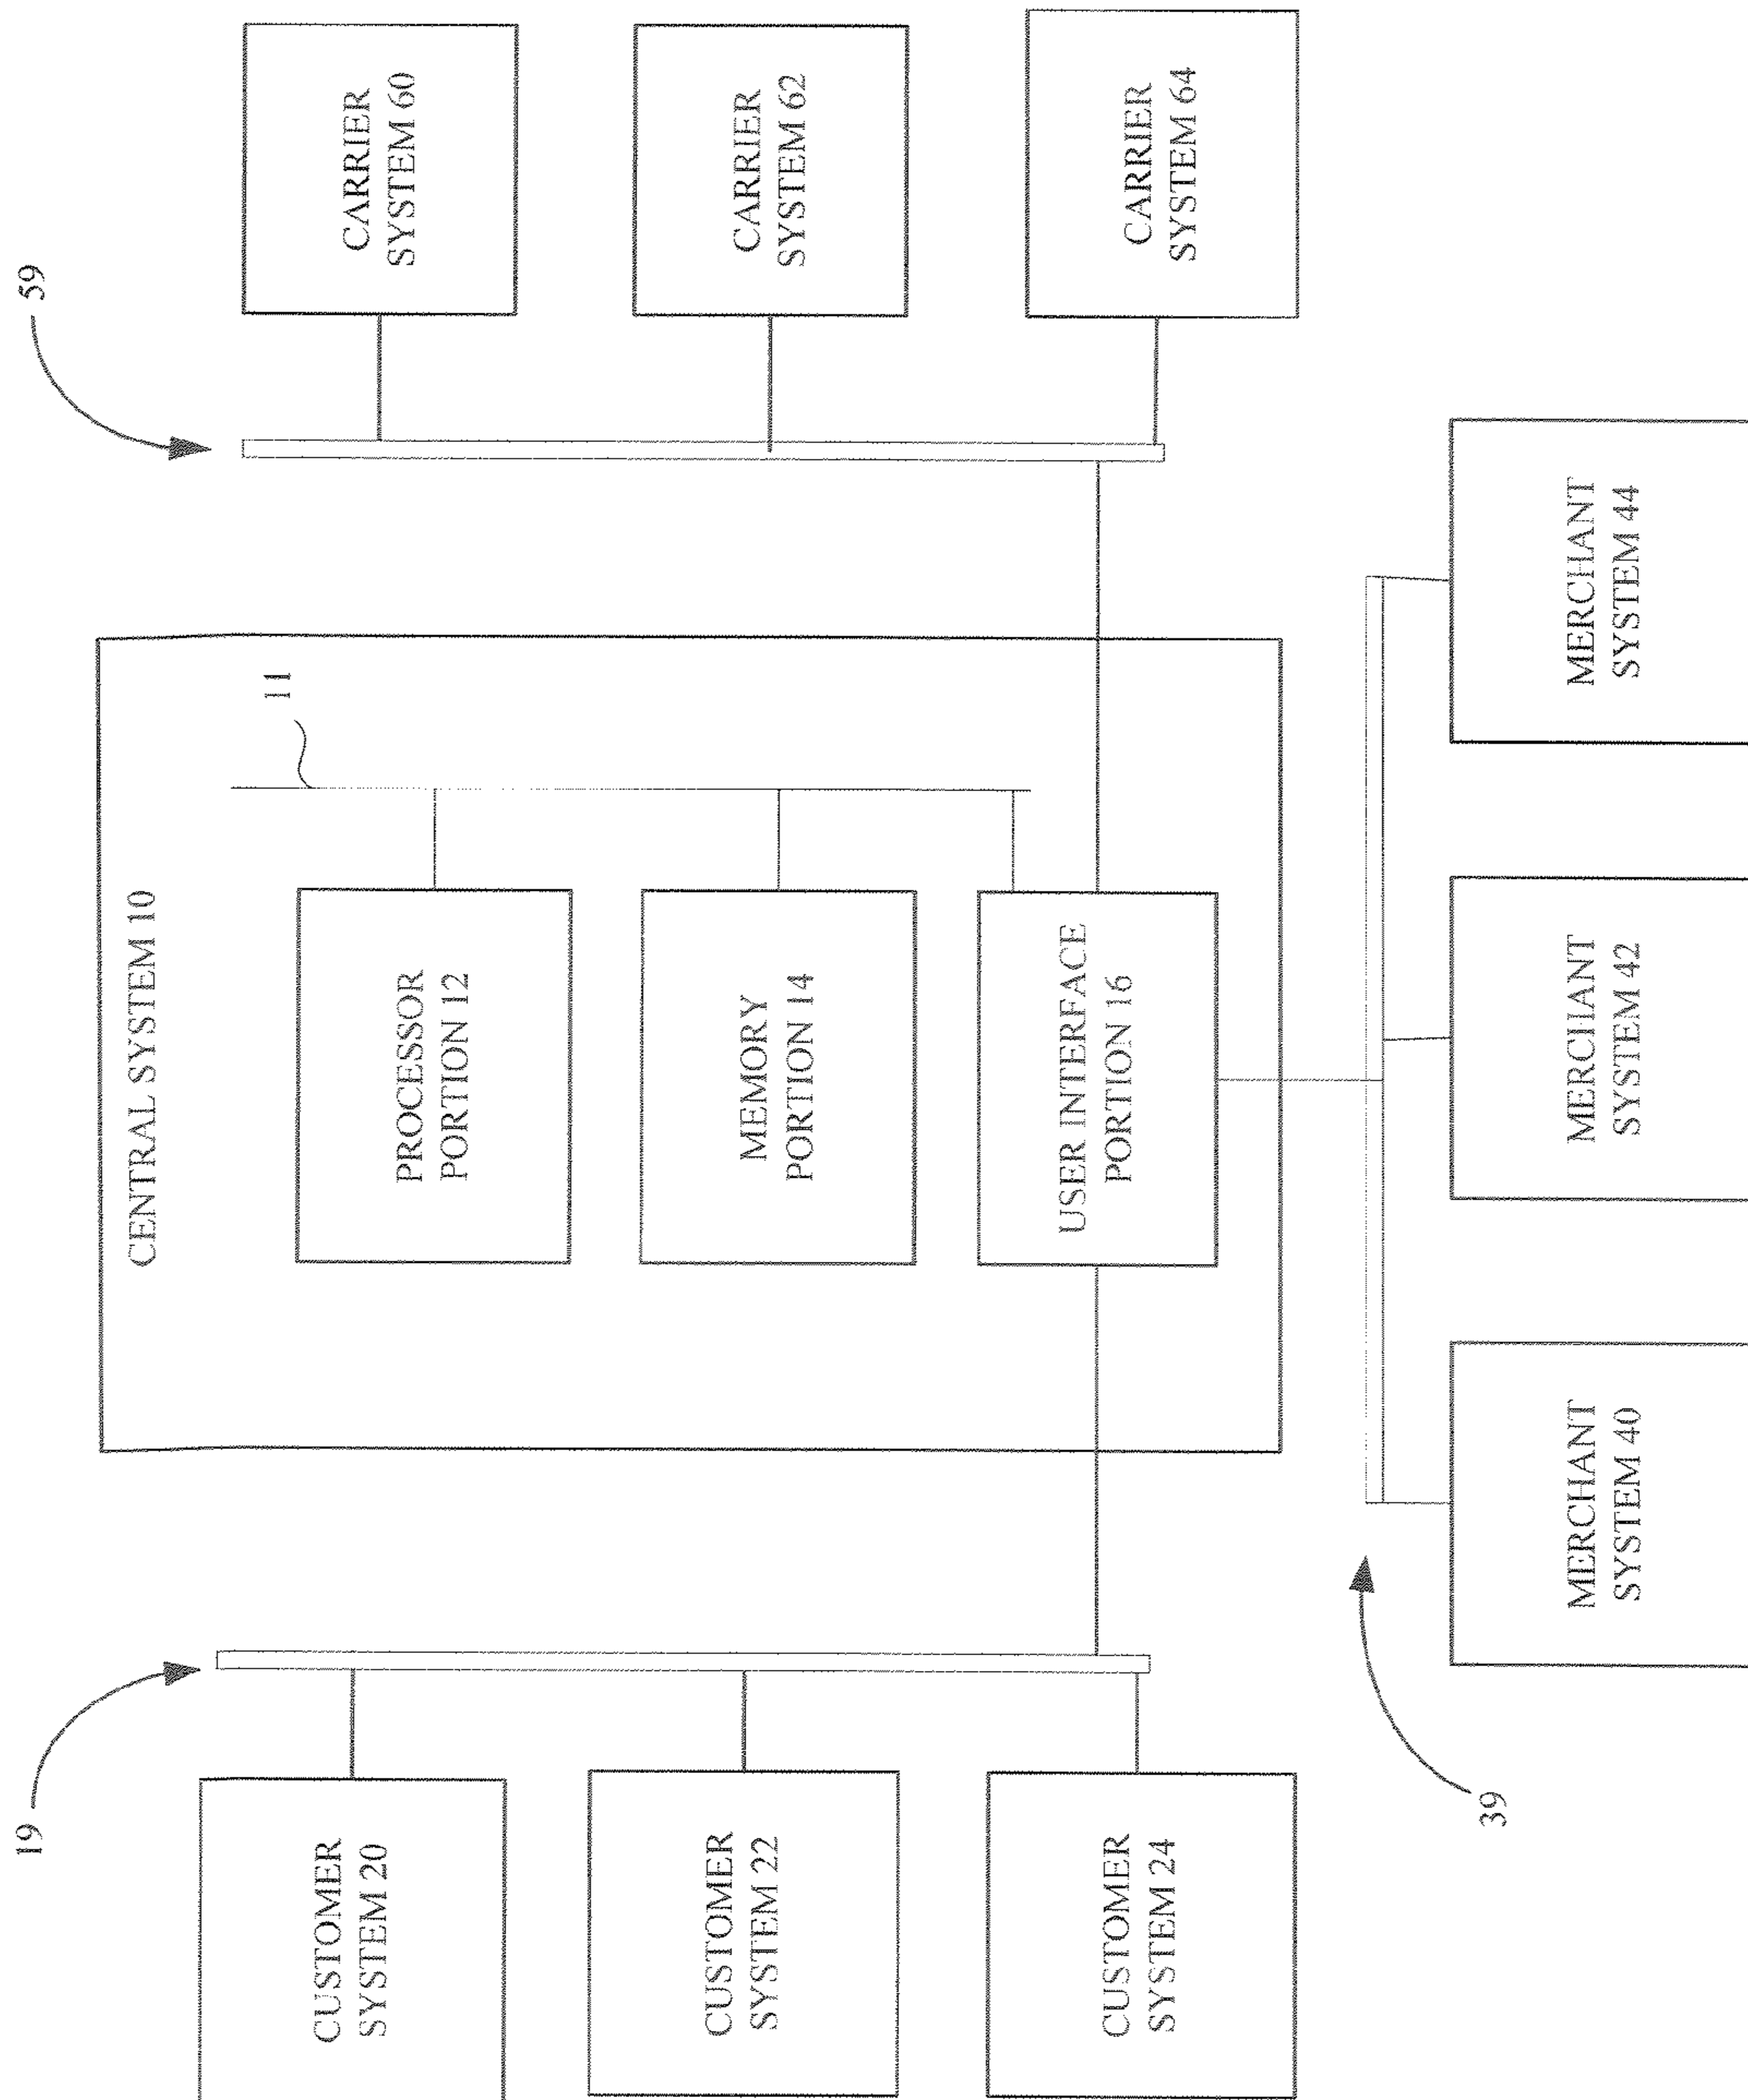 19
59
CENTRAL SYSTEM 10
11
CUSTOMER
SYSTEM 20
PROCESSOR
PORTION 12
CARRIER
SYSTEM 60
CUSTOMER
SYSTEM 22
MEMORY
PORTION 14
CARRIER
SYSTEM 62
CUSTOMER
SYSTEM 24
USER INTERFACE
PORTION 16
CARRIER
SYSTEM 64
39
MERCHANT
SYSTEM 40
MERCHANT
SYSTEM 42
MERCHANT
SYSTEM 44